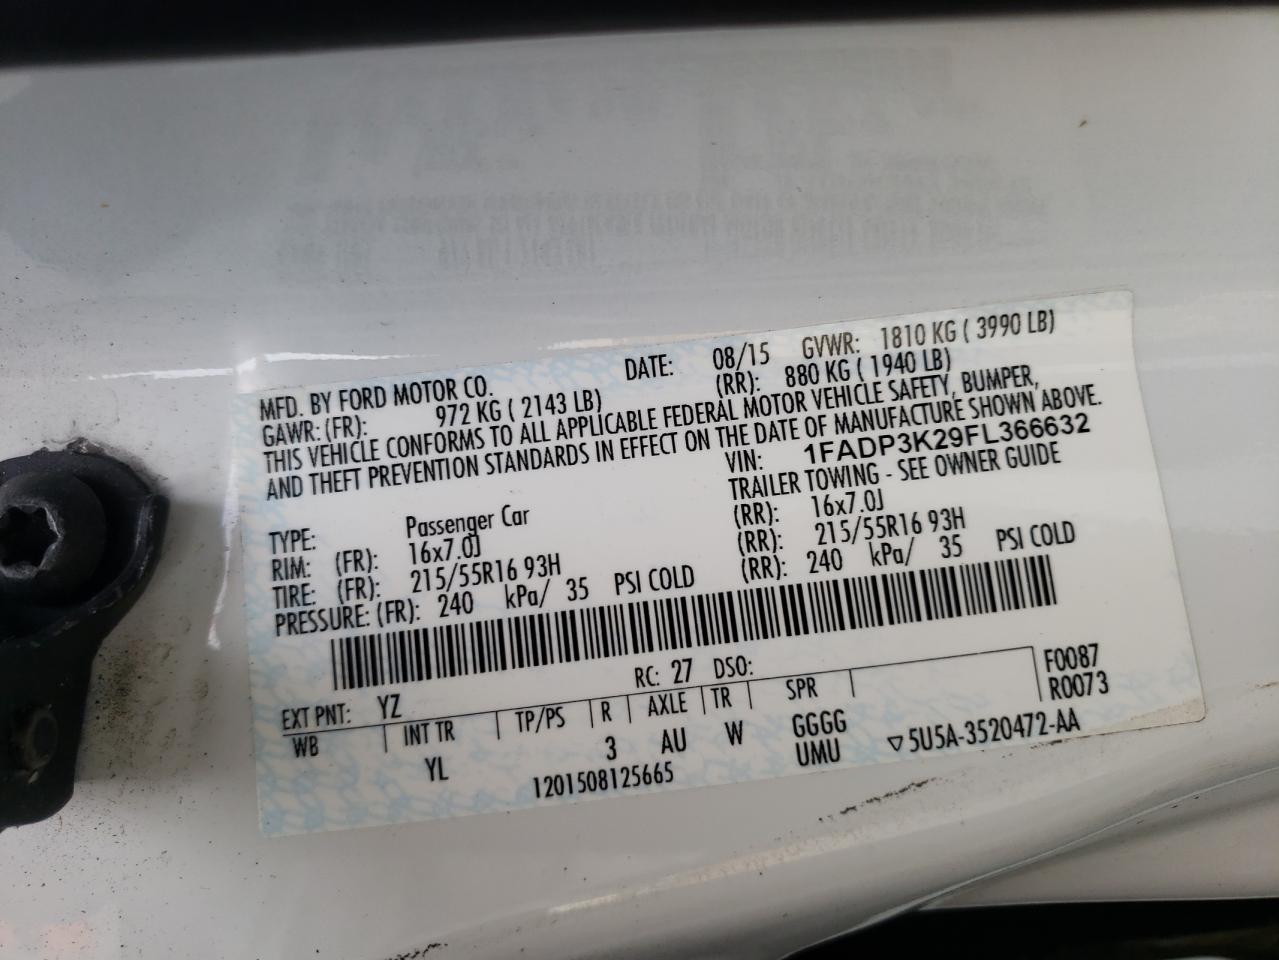 MFD. BY FORD MOTOR CO. DATE: 08/15 GVWR: 1810 KG ( 3990 LB)
GAWR: (FR): 972 KG ( 2143 LB) (RR): 880 KG ( 1940 LB)
THIS VEHICLE CONFORMS TO ALL APPLICABLE FEDERAL MOTOR VEHICLE SAFETY, BUMPER,
AND THEFT PREVENTION STANDARDS IN EFFECT ON THE DATE OF MANUFACTURE SHOWN ABOVE.
VIN: 1FADP3K29FL366632
TYPE: Passenger Car TRAILER TOWING - SEE OWNER GUIDE
RIM: (FR): 16x7.0J (RR): 16x7.0J
TIRE: (FR): 215/55R16 93H (RR): 215/55R16 93H
PRESSURE: (FR): 240 kPa/ 35 PSI COLD (RR): 240 kPa/ 35 PSI COLD
EXT PNT: YZ RC: 27 DSO: F0087
WB INT TR TP/PS R AXLE TR SPR R0073
YL 3 AU W GGGG
1201508125665 UMU ▽5U5A-3520472-AA